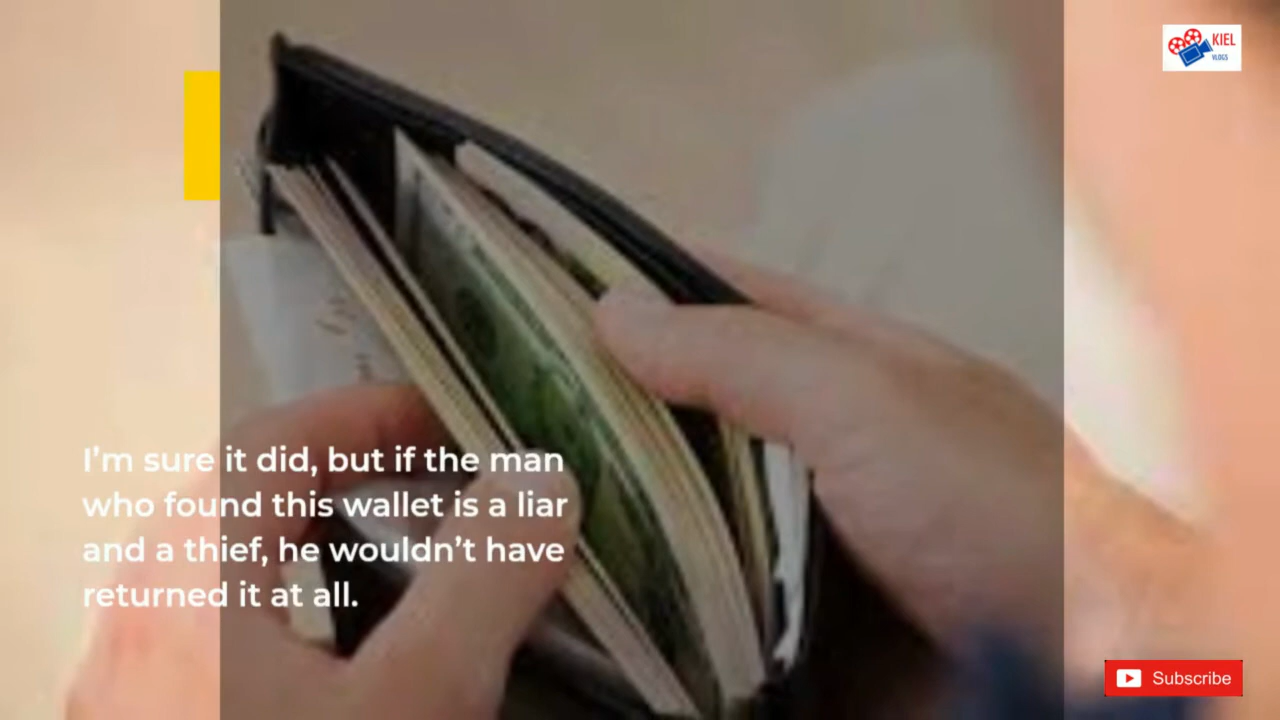 KIEL
VLOGS
I'm sure it did, but if the man
who found this wallet is a liar
and a thief, he wouldn't have
returned it at all.
Subscribe